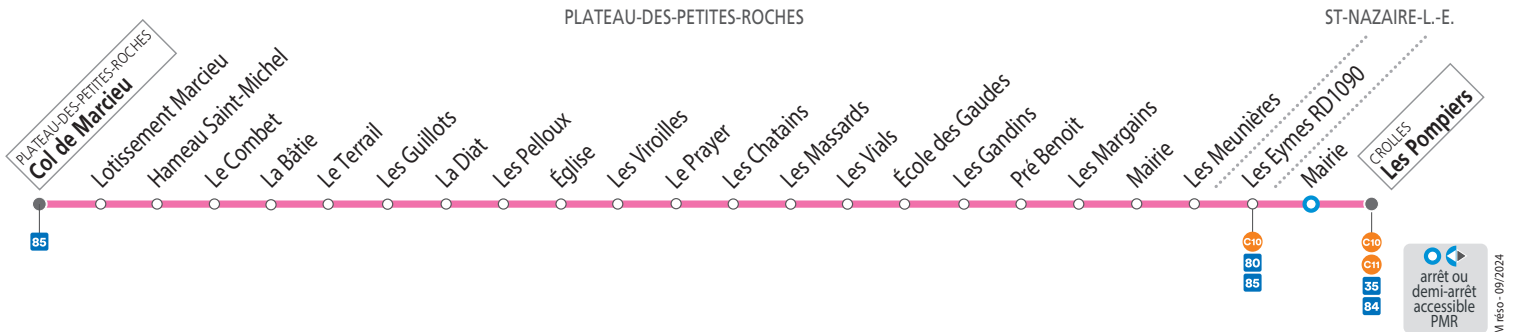 PLATEAU-DES-PETITES-ROCHES
ST-NAZAIRE-L.-E.
PLATEAU-DES-PETITES-ROCHES
Col de Marcieu
Lotissement Marcieu
Hameau Saint-Michel
Le Combet
La Bâtie
Le Terrail
Les Guillots
La Diat
Les Pelloux
Église
Les Viroilles
Le Prayer
Les Chatains
Les Massards
Les Vials
École des Gaudes
Les Gandins
Pré Benoit
Les Margains
Mairie
Les Meunières
Les Eymes RD1090
Mairie
CROLLES
Les Pompiers
85
C10
80
85
C10
C11
35
84
arrêt ou
demi-arrêt
accessible
PMR
M réso - 09/2024